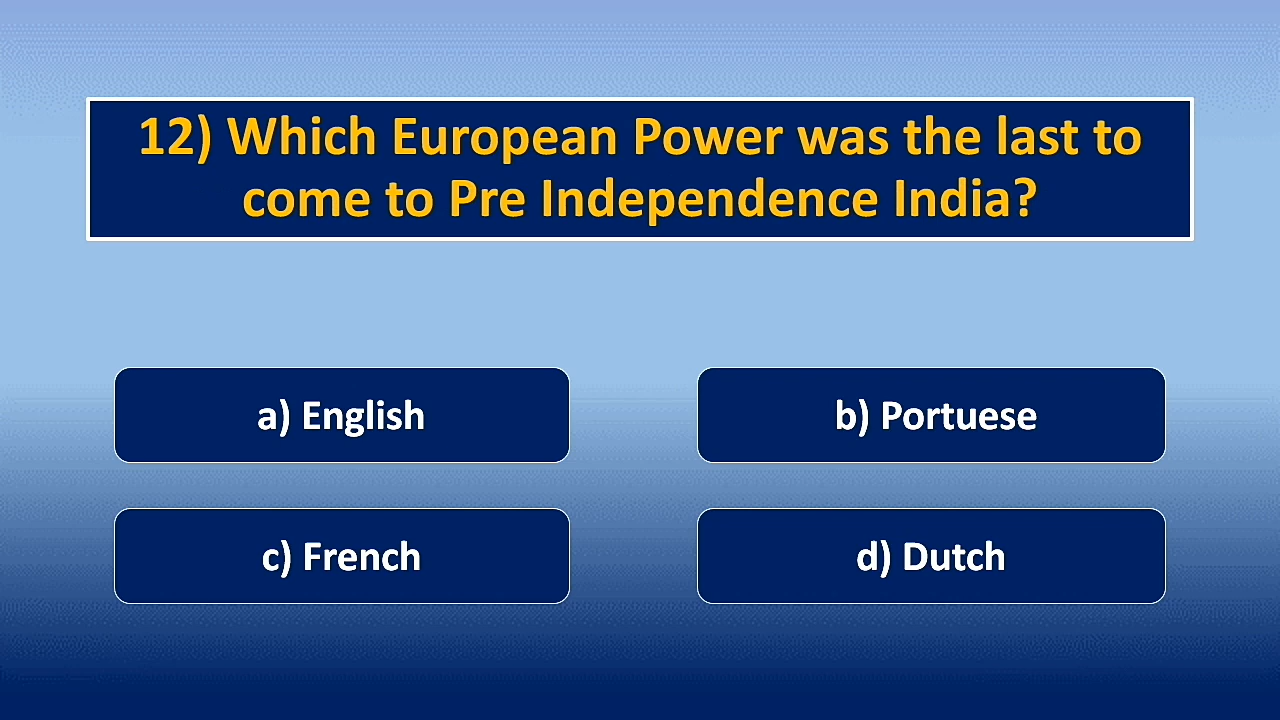 12) Which European Power was the last to
come to Pre Independence India?
a) English
b) Portuese
c) French
d) Dutch